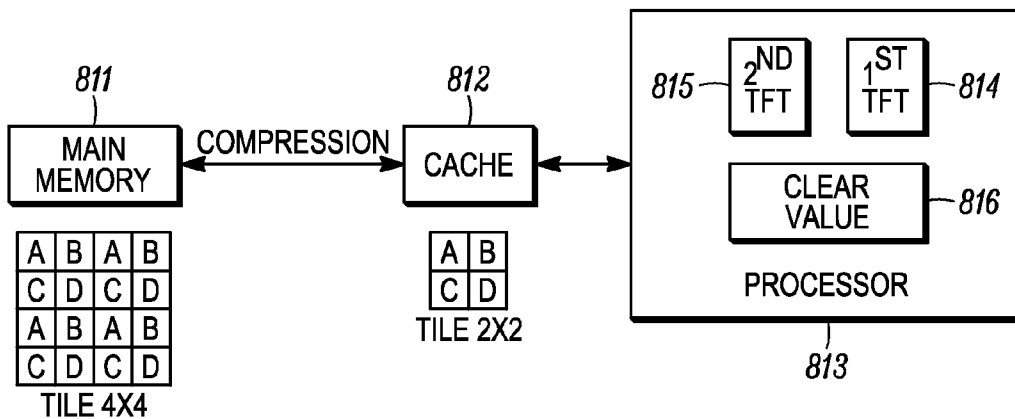 811
MAIN
MEMORY
COMPRESSION
812
CACHE
815
2ND
TFT
1ST
TFT
814
CLEAR
VALUE
816
PROCESSOR
813
A B A B
C D C D
A B A B
C D C D
TILE 4X4
A B
C D
TILE 2X2